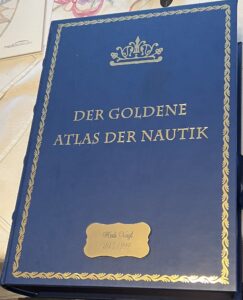 DER GOLDENE
ATLAS DER NAUTIK